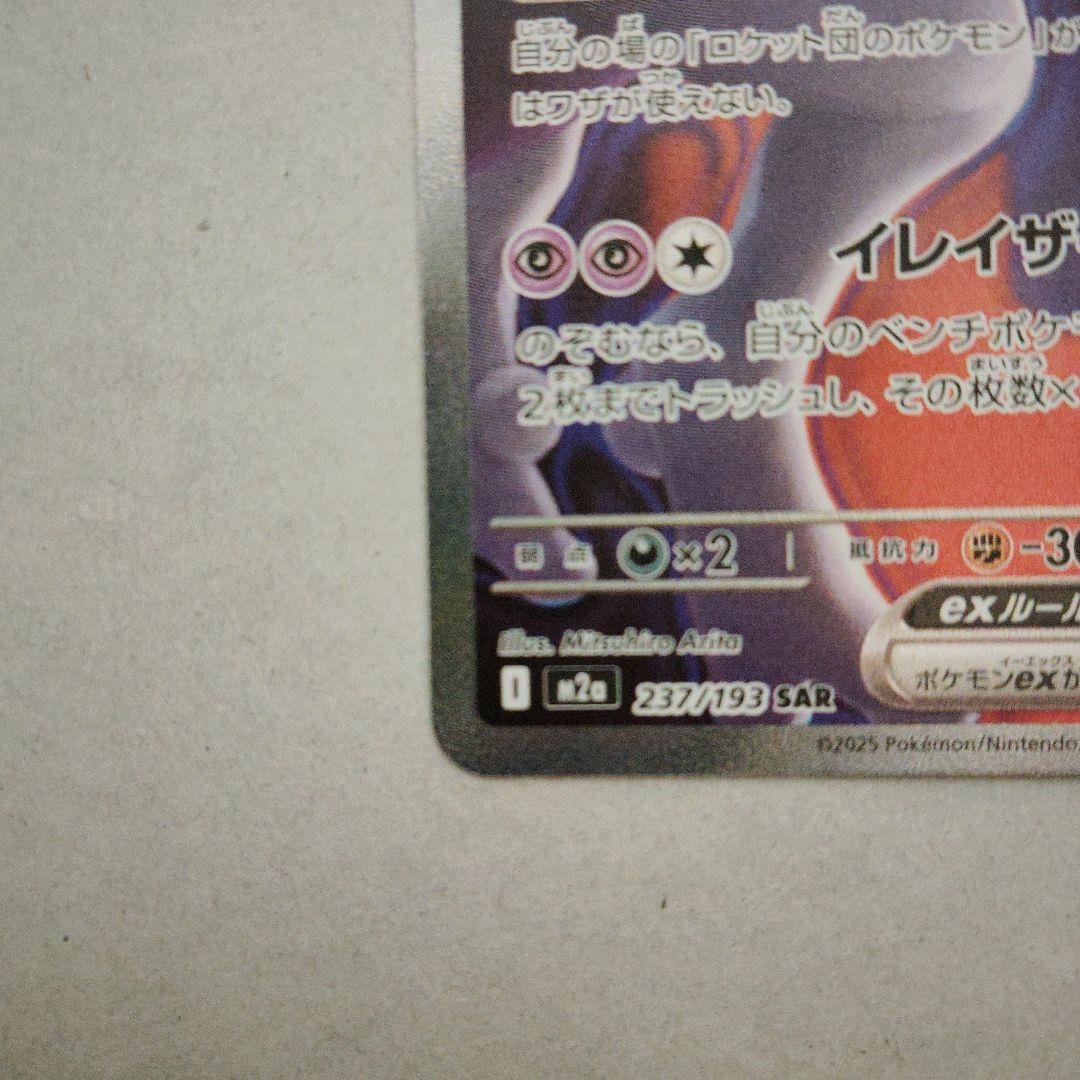 自分の場の「ロケット団のポケモン」が
はワザが使えない。
イレイザ
のぞむなら、自分のベンチポケ
2枚までトラッシュし、その枚数×
弱点 ×2 抵抗力 -30
exルール
Illus. Mitsuhiro Arita
ポケモンexが
I M2a 237/193 SAR
©2025 Pokémon/Nintendo